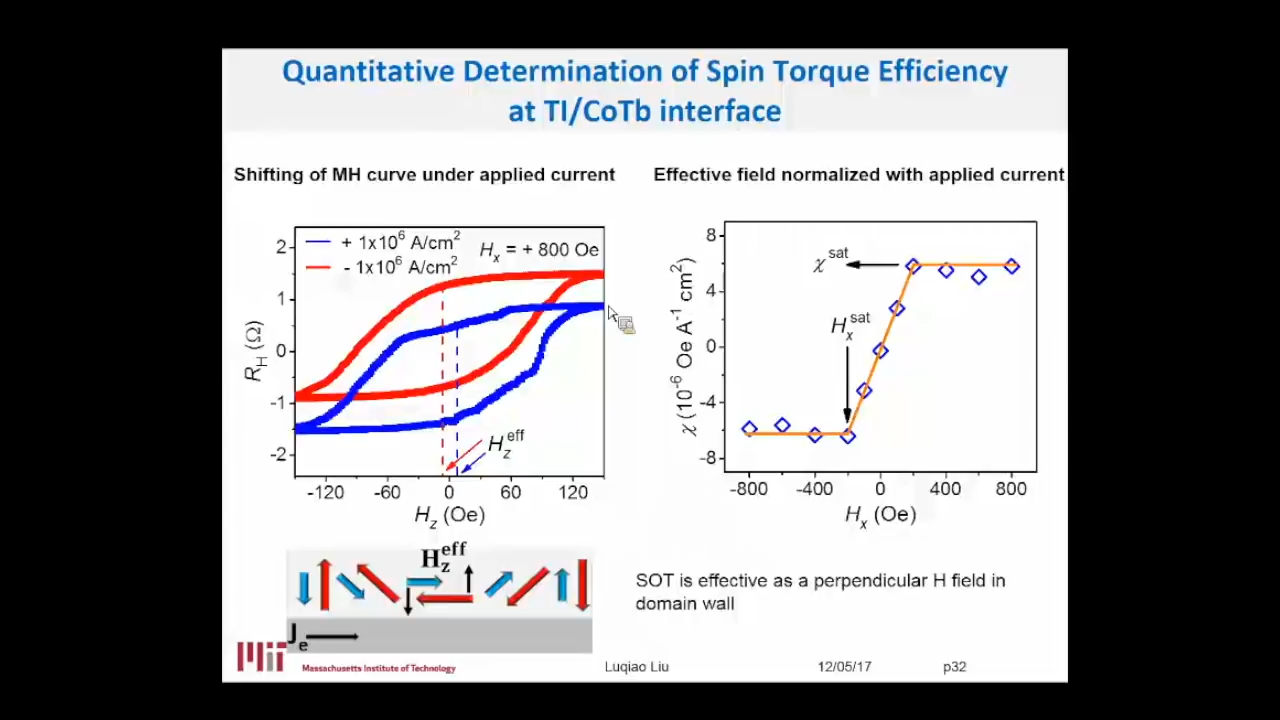 Quantitative Determination of Spin Torque Efficiency
at TI/CoTb interface
Shifting of MH curve under applied current
Effective field normalized with applied current
+ 1x10^6 A/cm^2
- 1x10^6 A/cm^2
H_x = + 800 Oe
2
1
0
-1
-2
R_H (Ω)
H_z^eff
-120 -60 0 60 120
H_z (Oe)
8
4
0
-4
-8
χ (10^-6 Oe A^-1 cm^2)
χ^sat
H_x^sat
-800 -400 0 400 800
H_x (Oe)
H_z^eff
J_e
SOT is effective as a perpendicular H field in
domain wall
MIT
Massachusetts Institute of Technology
Luqiao Liu
12/05/17
p32